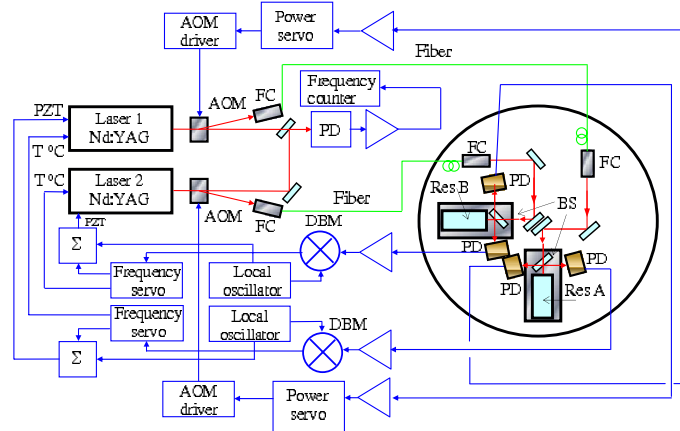 AOM
driver
Power
servo
Fiber
PZT
Laser 1
Nd:YAG
T °C
AOM
FC
Frequency
counter
PD
T °C
Laser 2
Nd:YAG
PZT
AOM
FC
Fiber
DBM
Σ
Frequency
servo
Local
oscillator
Frequency
servo
Local
oscillator
DBM
Σ
AOM
driver
Power
servo
FC
FC
Res.B
PD
BS
PD
PD
PD
Res A